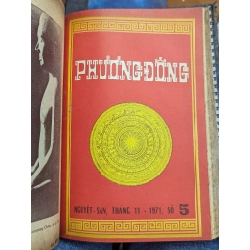 PHƯƠNG ĐÔNG
NGUYỆT-SAN, THÁNG 11 - 1971, SỐ 5